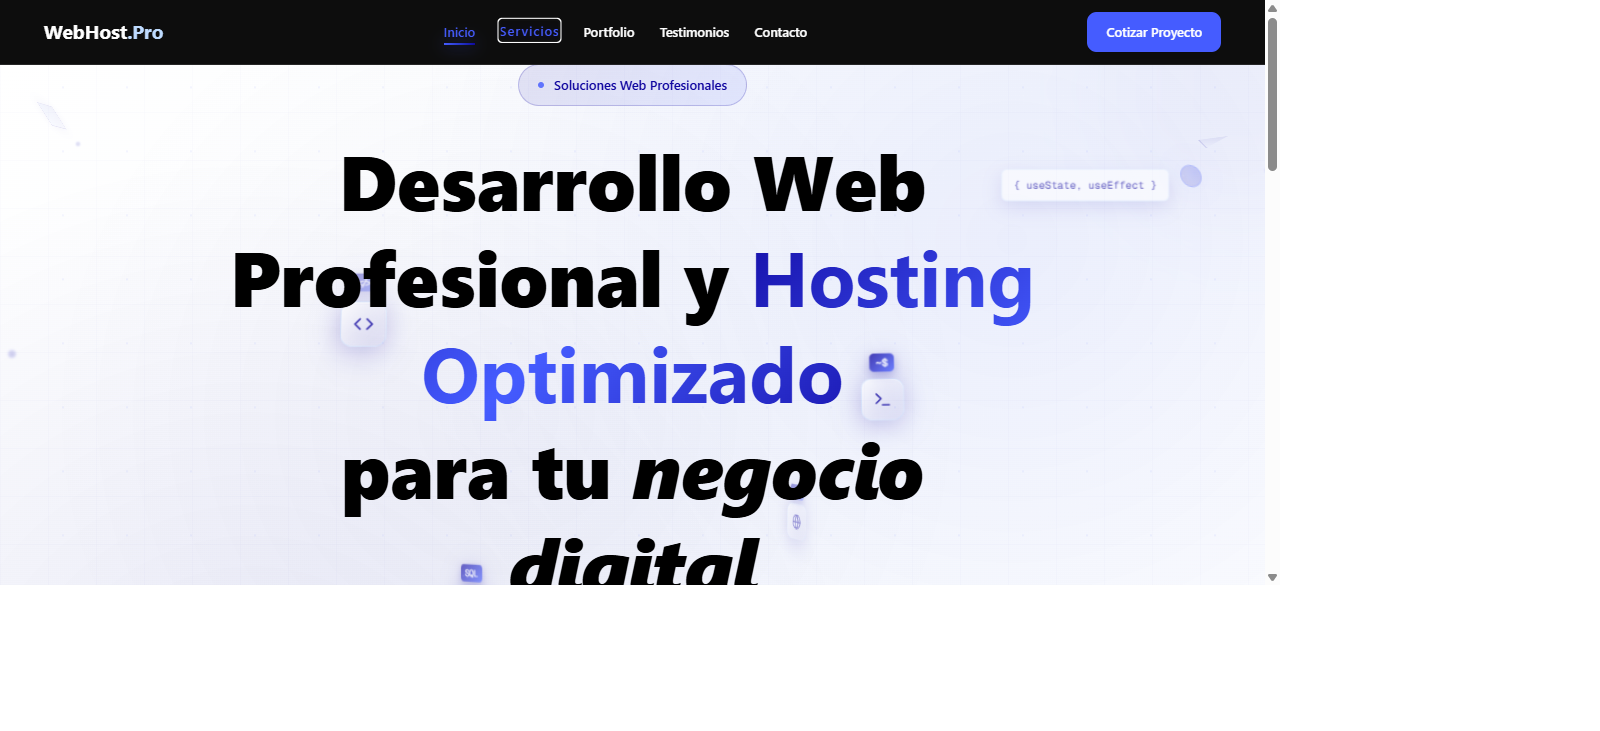 WebHost.Pro
Inicio
Servicios
Portfolio
Testimonios
Contacto
Cotizar Proyecto
Soluciones Web Profesionales
Desarrollo Web
{ useState, useEffect }
Profesional y Hosting
Optimizado
~$
>_
para tu negocio
digital
SQL